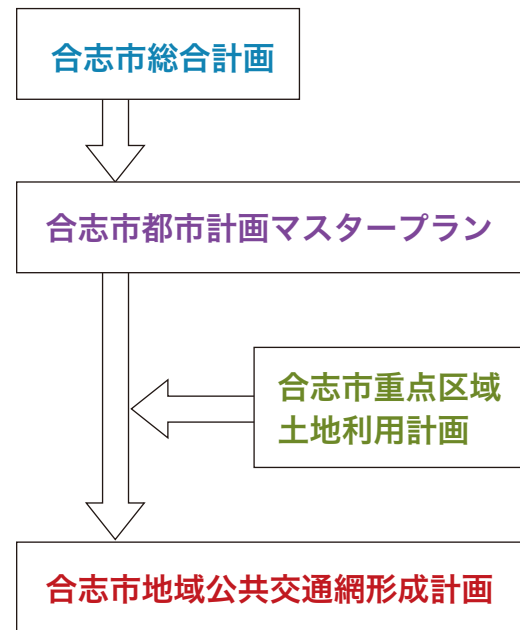 合志市総合計画
合志市都市計画マスタープラン
合志市重点区域
土地利用計画
合志市地域公共交通網形成計画